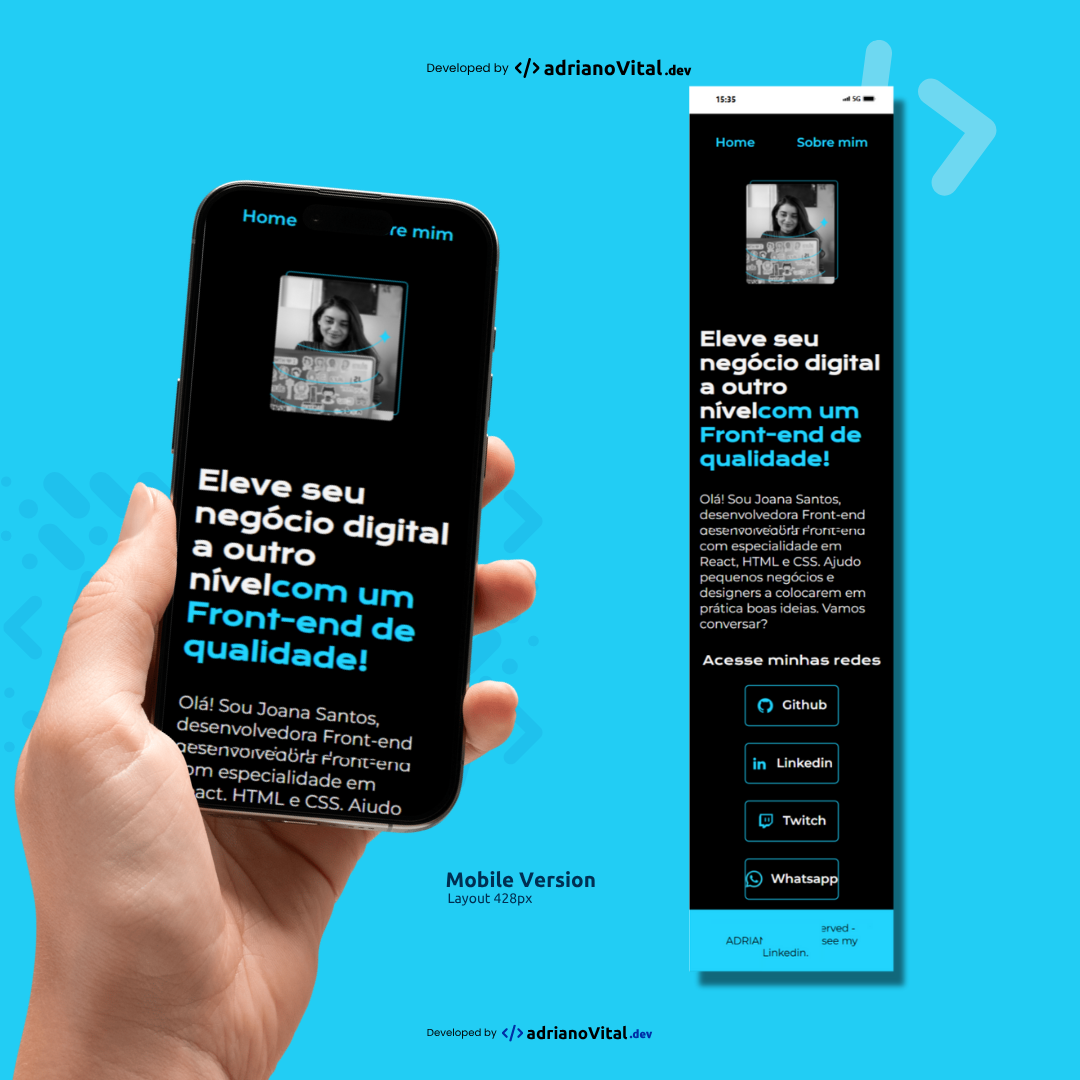 Developed by </> adrianoVital.dev
Home
re mim
Eleve seu
negócio digital
a outro
nívelcom um
Front-end de
qualidade!
Olá! Sou Joana Santos,
desenvolvedora Front-end
desenvolvedora Front-end
om especialidade em
act, HTML e CSS. Ajudo
15:35
5G
Home
Sobre mim
Eleve seu
negócio digital
a outro
nívelcom um
Front-end de
qualidade!
Olá! Sou Joana Santos,
desenvolvedora Front-end
desenvolvedora Front-end
com especialidade em
React, HTML e CSS. Ajudo
pequenos negócios e
designers a colocarem em
prática boas ideias. Vamos
conversar?
Acesse minhas redes
Github
Linkedin
Twitch
Whatsapp
erved -
ADRIAN see my
Linkedin.
Mobile Version
Layout 428px
Developed by </> adrianoVital.dev